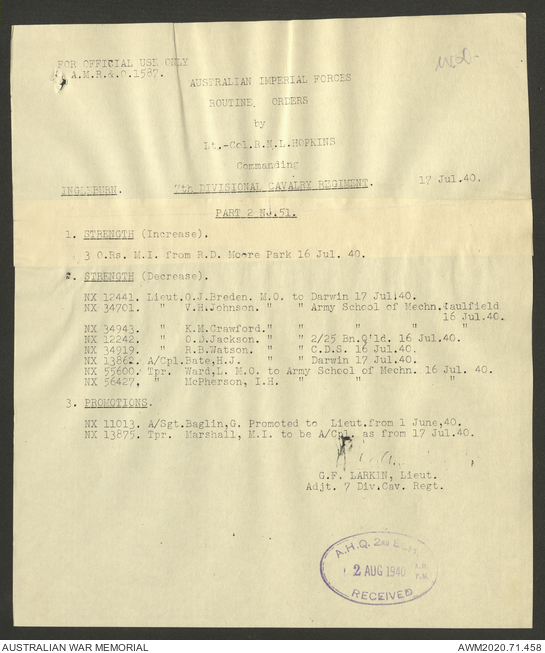 FOR OFFICIAL USE ONLY
A.M.R.&.O.1587.
AUSTRALIAN IMPERIAL FORCES
ROUTINE ORDERS
by
Lt.-Col.R.N.L.HOPKINS
Commanding
INGLEBURN. 7th DIVISIONAL CAVALRY REGIMENT. 17 Jul.40.
PART 2 NO.51.
1. STRENGTH (Increase).
3 O.Rs. M.I. from R.D. Moore Park 16 Jul. 40.
2. STRENGTH (Decrease).
NX 12441. Lieut.O.J.Breden. M.O. to Darwin 17 Jul.40.
NX 34701. " V.H.Johnson. " " Army School of Mechn.Caulfield
16 Jul.40.
NX 34943. " K.M.Crawford. " " " " "
NX 12242. " O.D.Jackson. " " 2/25 Bn.Q'ld. 16 Jul.40.
NX 34919. " R.B.Watson. " " C.D.S. 16 Jul.40.
NX 13862. A/Cpl.Bate,H.J. " " Darwin 17 Jul.40.
NX 55600. Tpr. Ward,L. M.O. to Army School of Mechn. 16 Jul. 40.
NX 56427. " McPherson, I.H. " " "
3. PROMOTIONS.
NX 11013. A/Sgt.Baglin,G. Promoted to Lieut.from 1 June,40.
NX 13875. Tpr. Marshall, M.I. to be A/Cpl. as from 17 Jul.40.
G.F. LARKIN, Lieut.
Adjt. 7 Div.Cav. Regt.
A.H.Q. 2ND
2 AUG 1940
A.M.
P.M.
RECEIVED
AUSTRALIAN WAR MEMORIAL AWM2020.71.458